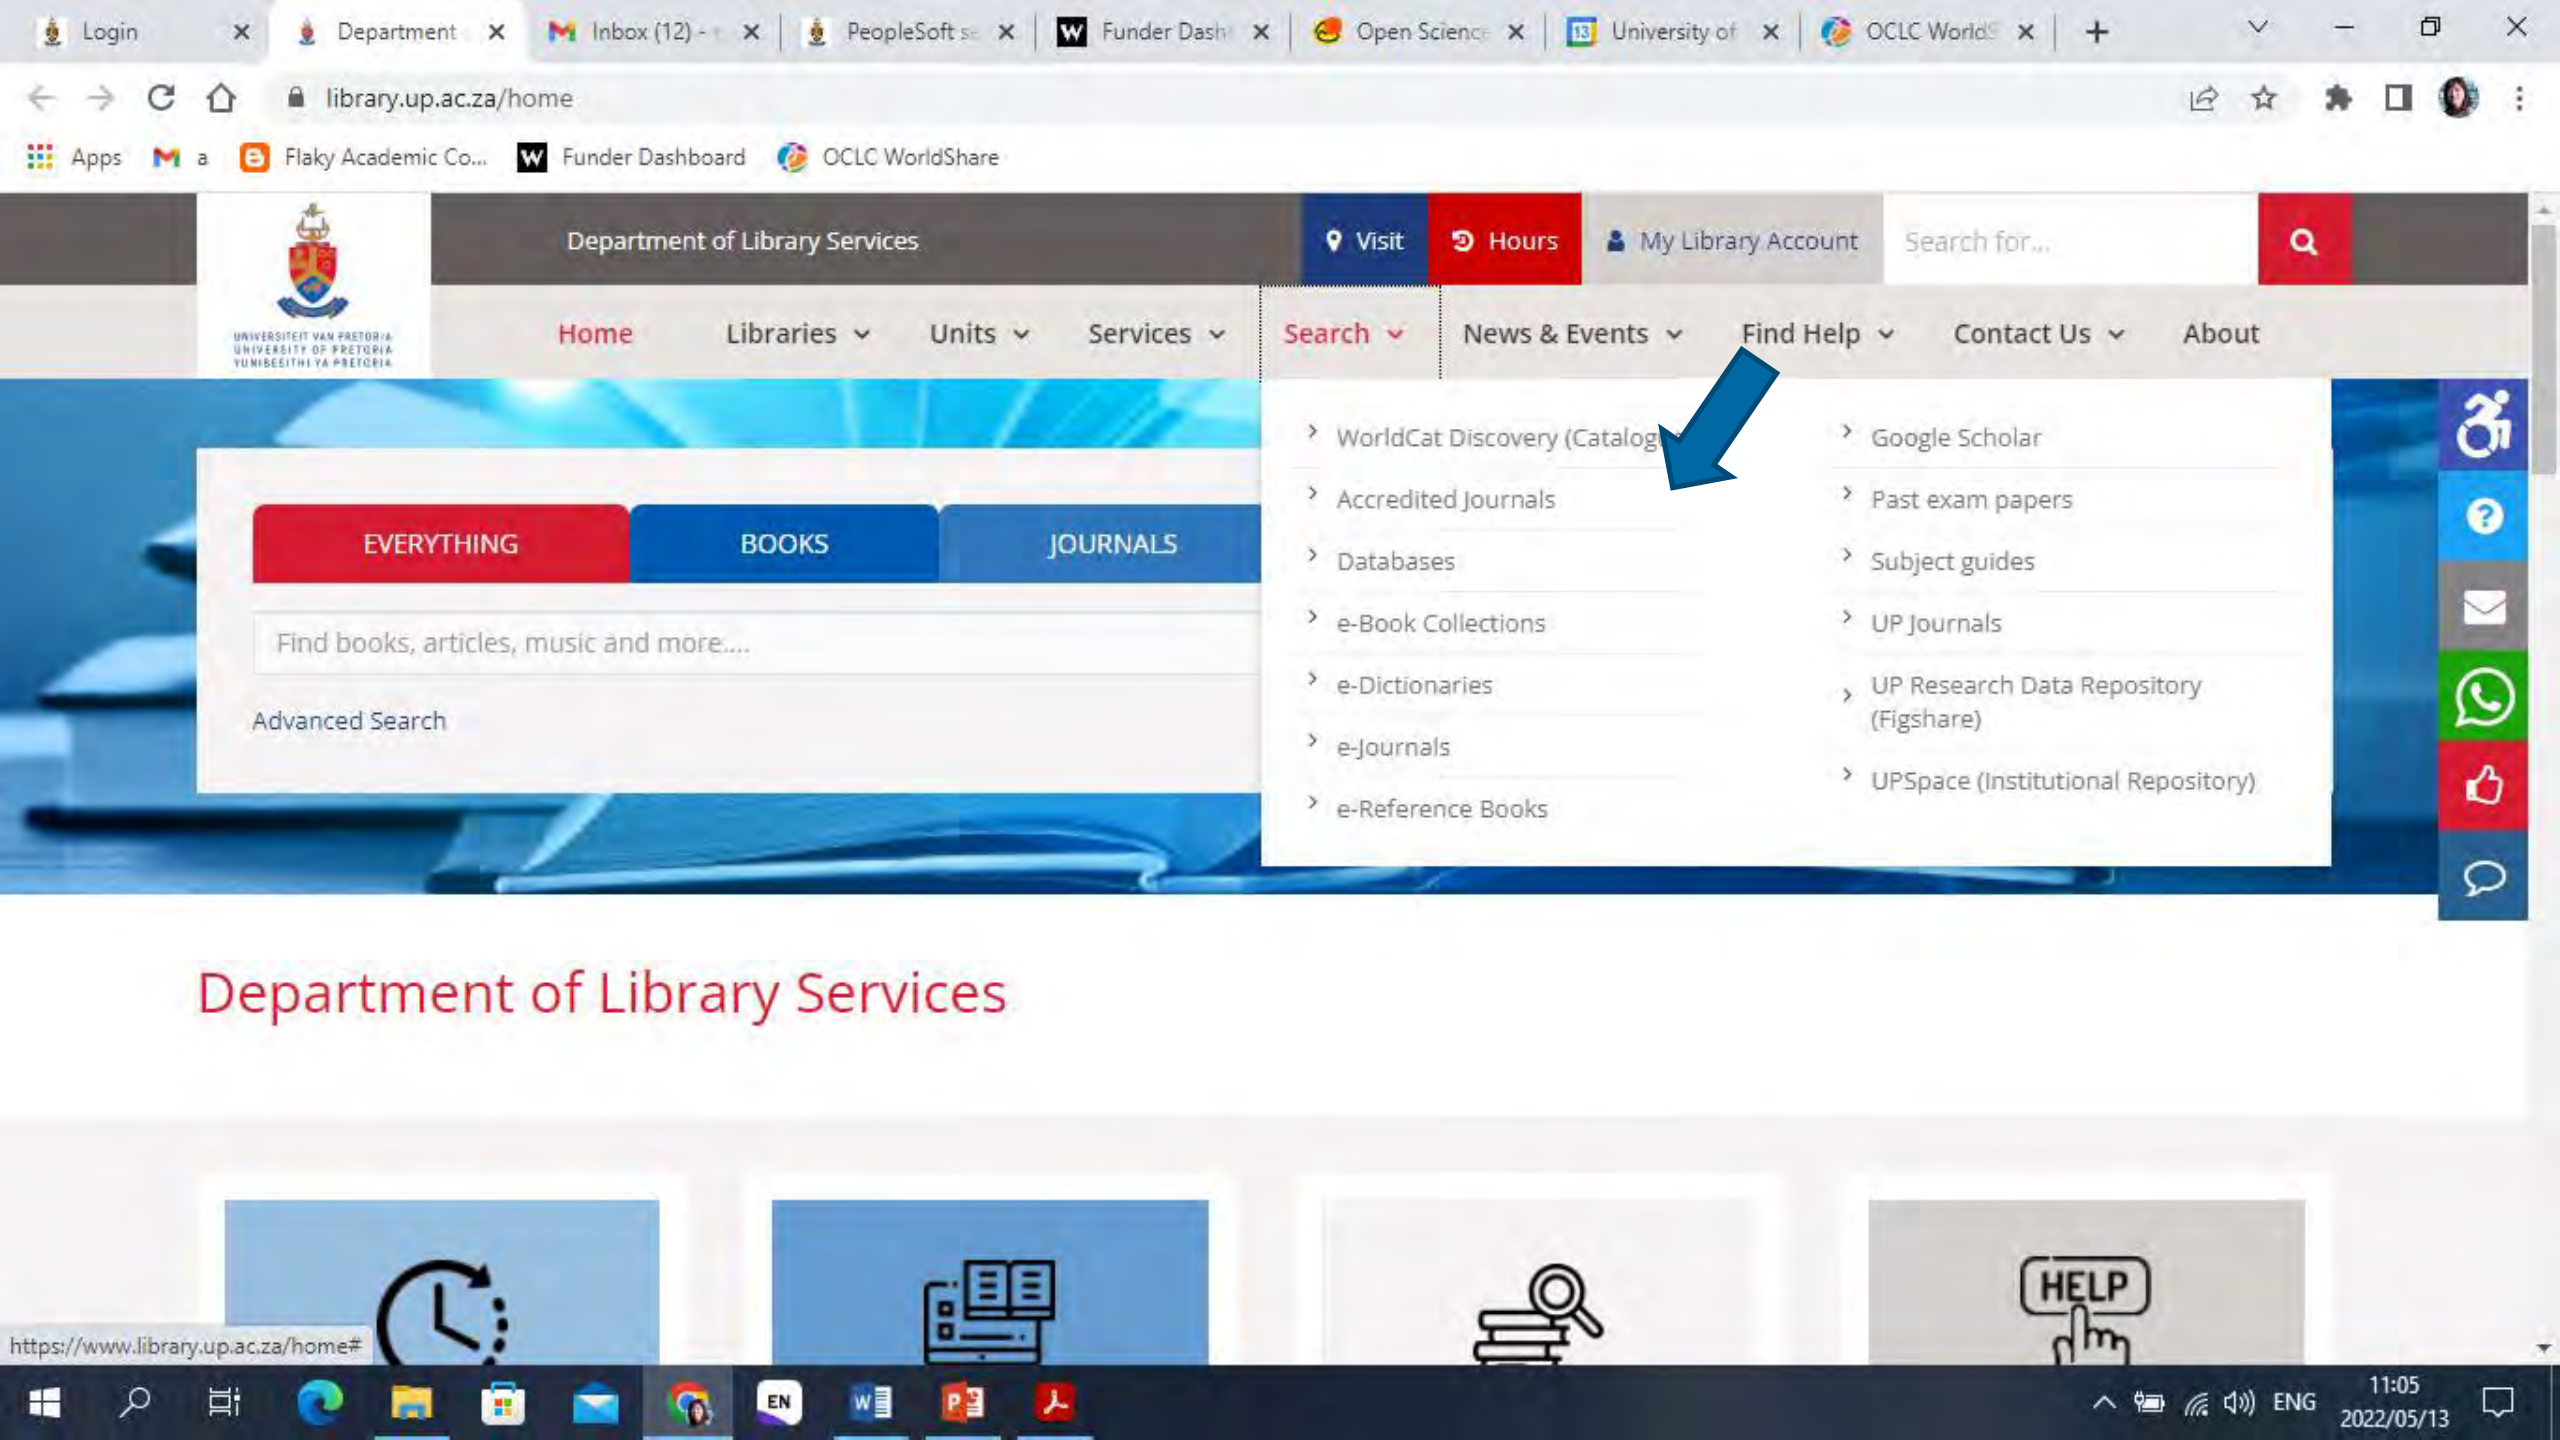 Login
Department
Inbox (12) -
PeopleSoft se
Funder Dash
Open Science
University of
OCLC WorldS
library.up.ac.za/home
Apps
a
Flaky Academic Co...
Funder Dashboard
OCLC WorldShare
UNIVERSITEIT VAN PRETORIA
UNIVERSITY OF PRETORIA
YUNIBESITHI YA PRETORIA
Department of Library Services
Visit
Hours
My Library Account
Search for...
Home
Libraries
Units
Services
Search
News & Events
Find Help
Contact Us
About
WorldCat Discovery (Catalogu
Accredited Journals
Databases
e-Book Collections
e-Dictionaries
e-Journals
e-Reference Books
Google Scholar
Past exam papers
Subject guides
UP Journals
UP Research Data Repository
(Figshare)
UPSpace (Institutional Repository)
EVERYTHING
BOOKS
JOURNALS
Find books, articles, music and more....
Advanced Search
Department of Library Services
HELP
https://www.library.up.ac.za/home#
EN
ENG
11:05
2022/05/13